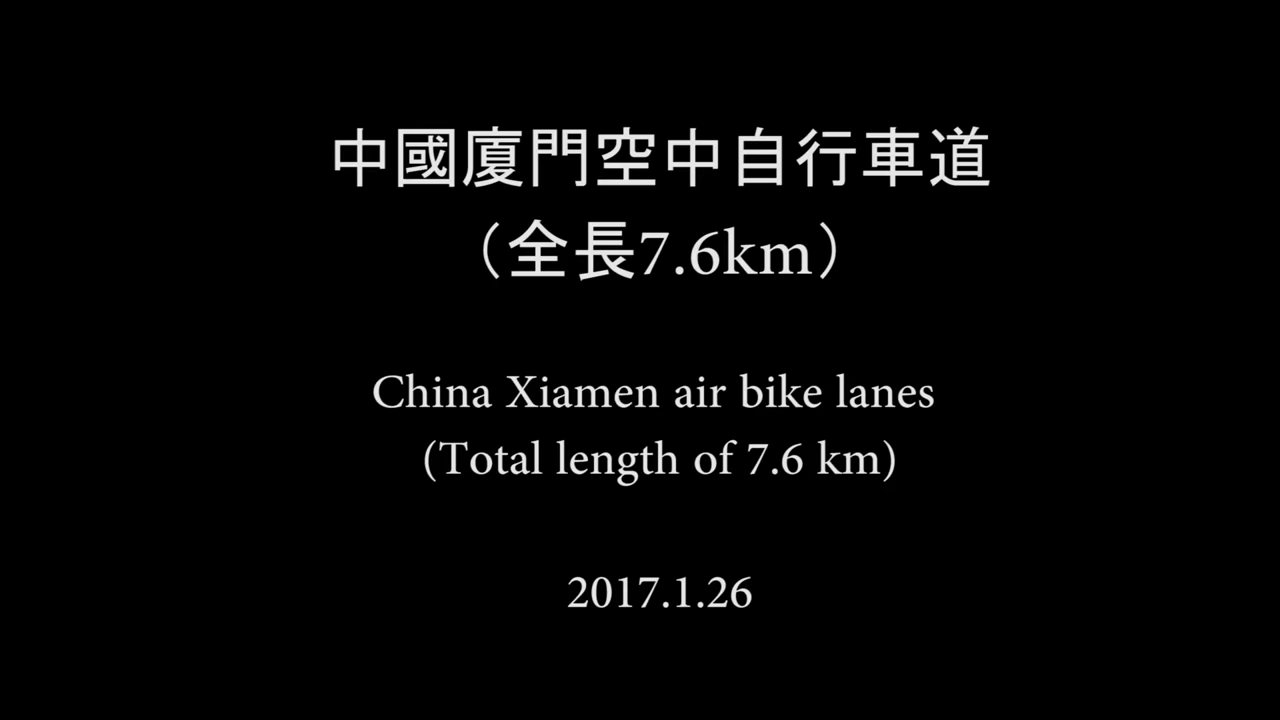 中國廈門空中自行車道
（全長7.6km）
China Xiamen air bike lanes
(Total length of 7.6 km)
2017.1.26